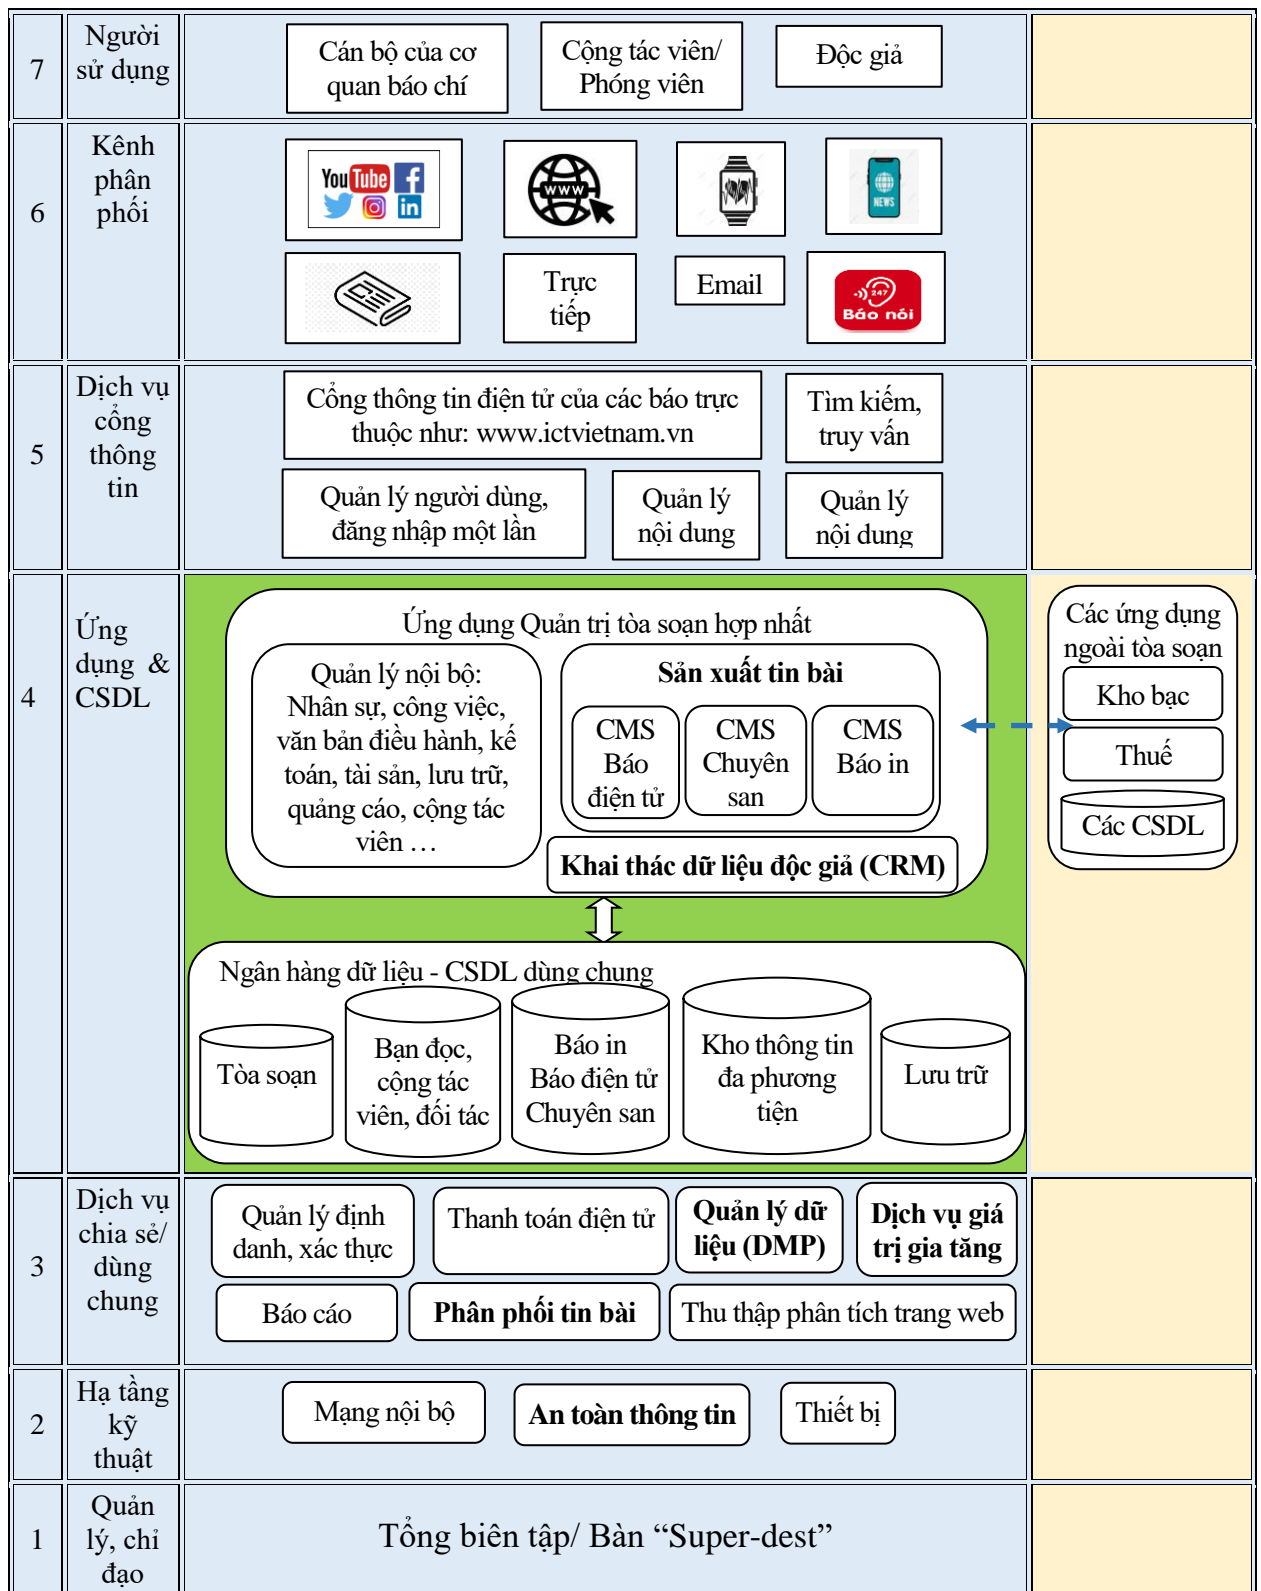 7
Người
sử dụng
Cán bộ của cơ
quan báo chí
Cộng tác viên/
Phóng viên
Độc giả
6
Kênh
phân
phối
YouTube
in
WWW
NEWS
Trực
tiếp
Email
247
Báo nói
5
Dịch vụ
cổng
thông
tin
Cổng thông tin điện tử của các báo trực
thuộc như: www.ictvietnam.vn
Tìm kiếm,
truy vấn
Quản lý người dùng,
đăng nhập một lần
Quản lý
nội dung
Quản lý
nội dung
4
Ứng
dụng &
CSDL
Ứng dụng Quản trị tòa soạn hợp nhất
Quản lý nội bộ:
Nhân sự, công việc,
văn bản điều hành, kế
toán, tài sản, lưu trữ,
quảng cáo, cộng tác
viên …
Sản xuất tin bài
CMS
Báo
điện tử
CMS
Chuyên
san
CMS
Báo in
Khai thác dữ liệu độc giả (CRM)
Các ứng dụng
ngoài tòa soạn
Kho bạc
Thuế
Các CSDL
Ngân hàng dữ liệu - CSDL dùng chung
Tòa soạn
Bạn đọc,
cộng tác
viên, đối tác
Báo in
Báo điện tử
Chuyên san
Kho thông tin
đa phương
tiện
Lưu trữ
3
Dịch vụ
chia sẻ/
dùng
chung
Quản lý định
danh, xác thực
Thanh toán điện tử
Quản lý dữ
liệu (DMP)
Dịch vụ giá
trị gia tăng
Báo cáo
Phân phối tin bài
Thu thập phân tích trang web
2
Hạ tầng
kỹ
thuật
Mạng nội bộ
An toàn thông tin
Thiết bị
1
Quản
lý, chỉ
đạo
Tổng biên tập/ Bàn “Super-dest”